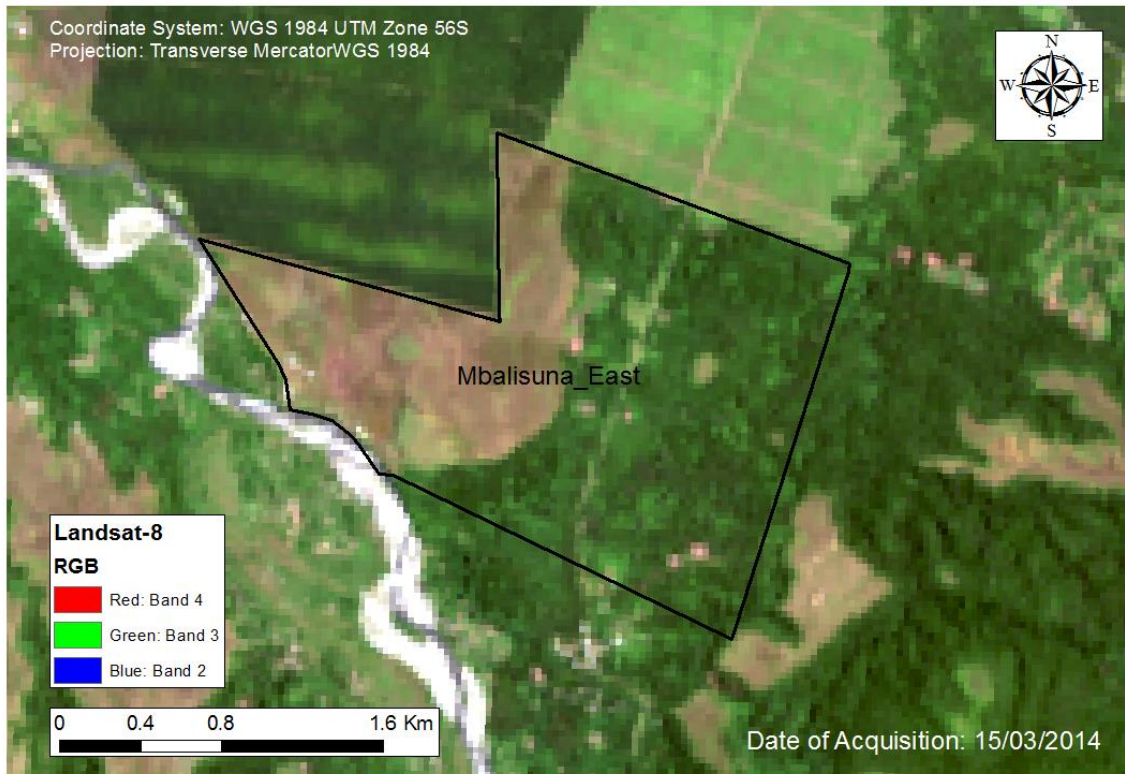 Coordinate System: WGS 1984 UTM Zone 56S
Projection: Transverse MercatorWGS 1984
N
W E
S
Mbalisuna_East
Landsat-8
RGB
Red: Band 4
Green: Band 3
Blue: Band 2
0 0.4 0.8 1.6 Km
Date of Acquisition: 15/03/2014